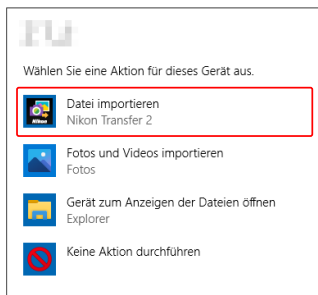 Wählen Sie eine Aktion für dieses Gerät aus.
Datei importieren
Nikon Transfer 2
Nikon
Fotos und Videos importieren
Fotos
Gerät zum Anzeigen der Dateien öffnen
Explorer
Keine Aktion durchführen